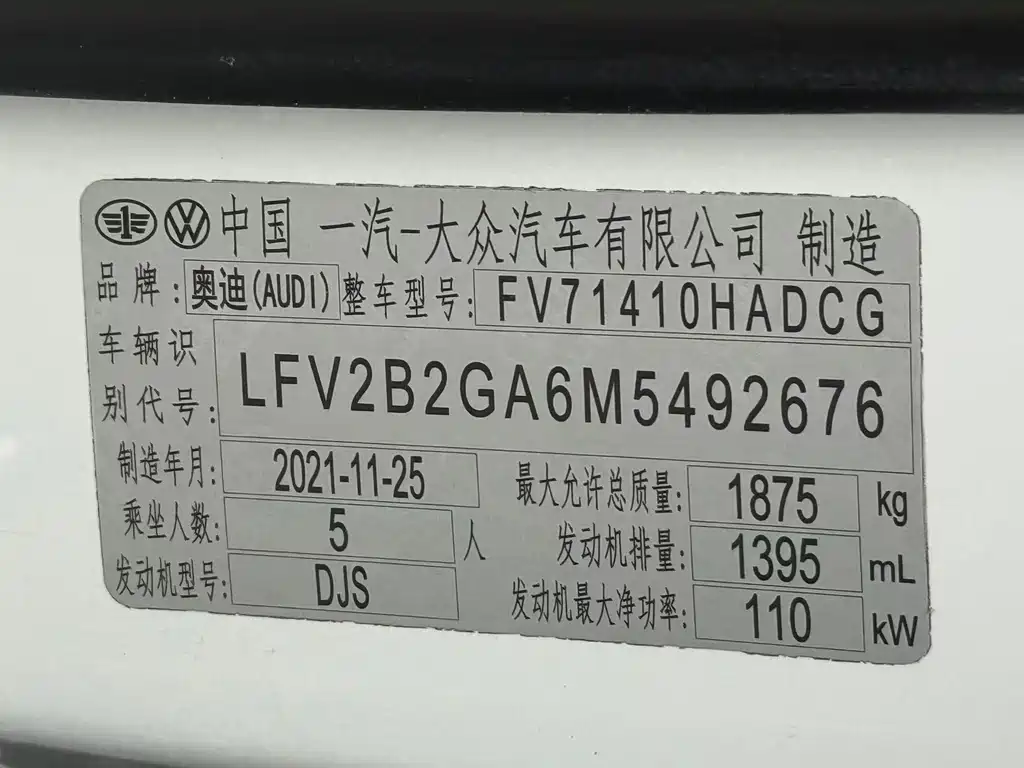 中国 一汽-大众汽车有限公司 制造
品牌: 奥迪(AUDI) 整车型号: FV71410HADCG
车辆识别代号: LFV2B2GA6M5492676
制造年月: 2021-11-25 最大允许总质量: 1875 kg
乘坐人数: 5 人 发动机排量: 1395 mL
发动机型号: DJS 发动机最大净功率: 110 kW